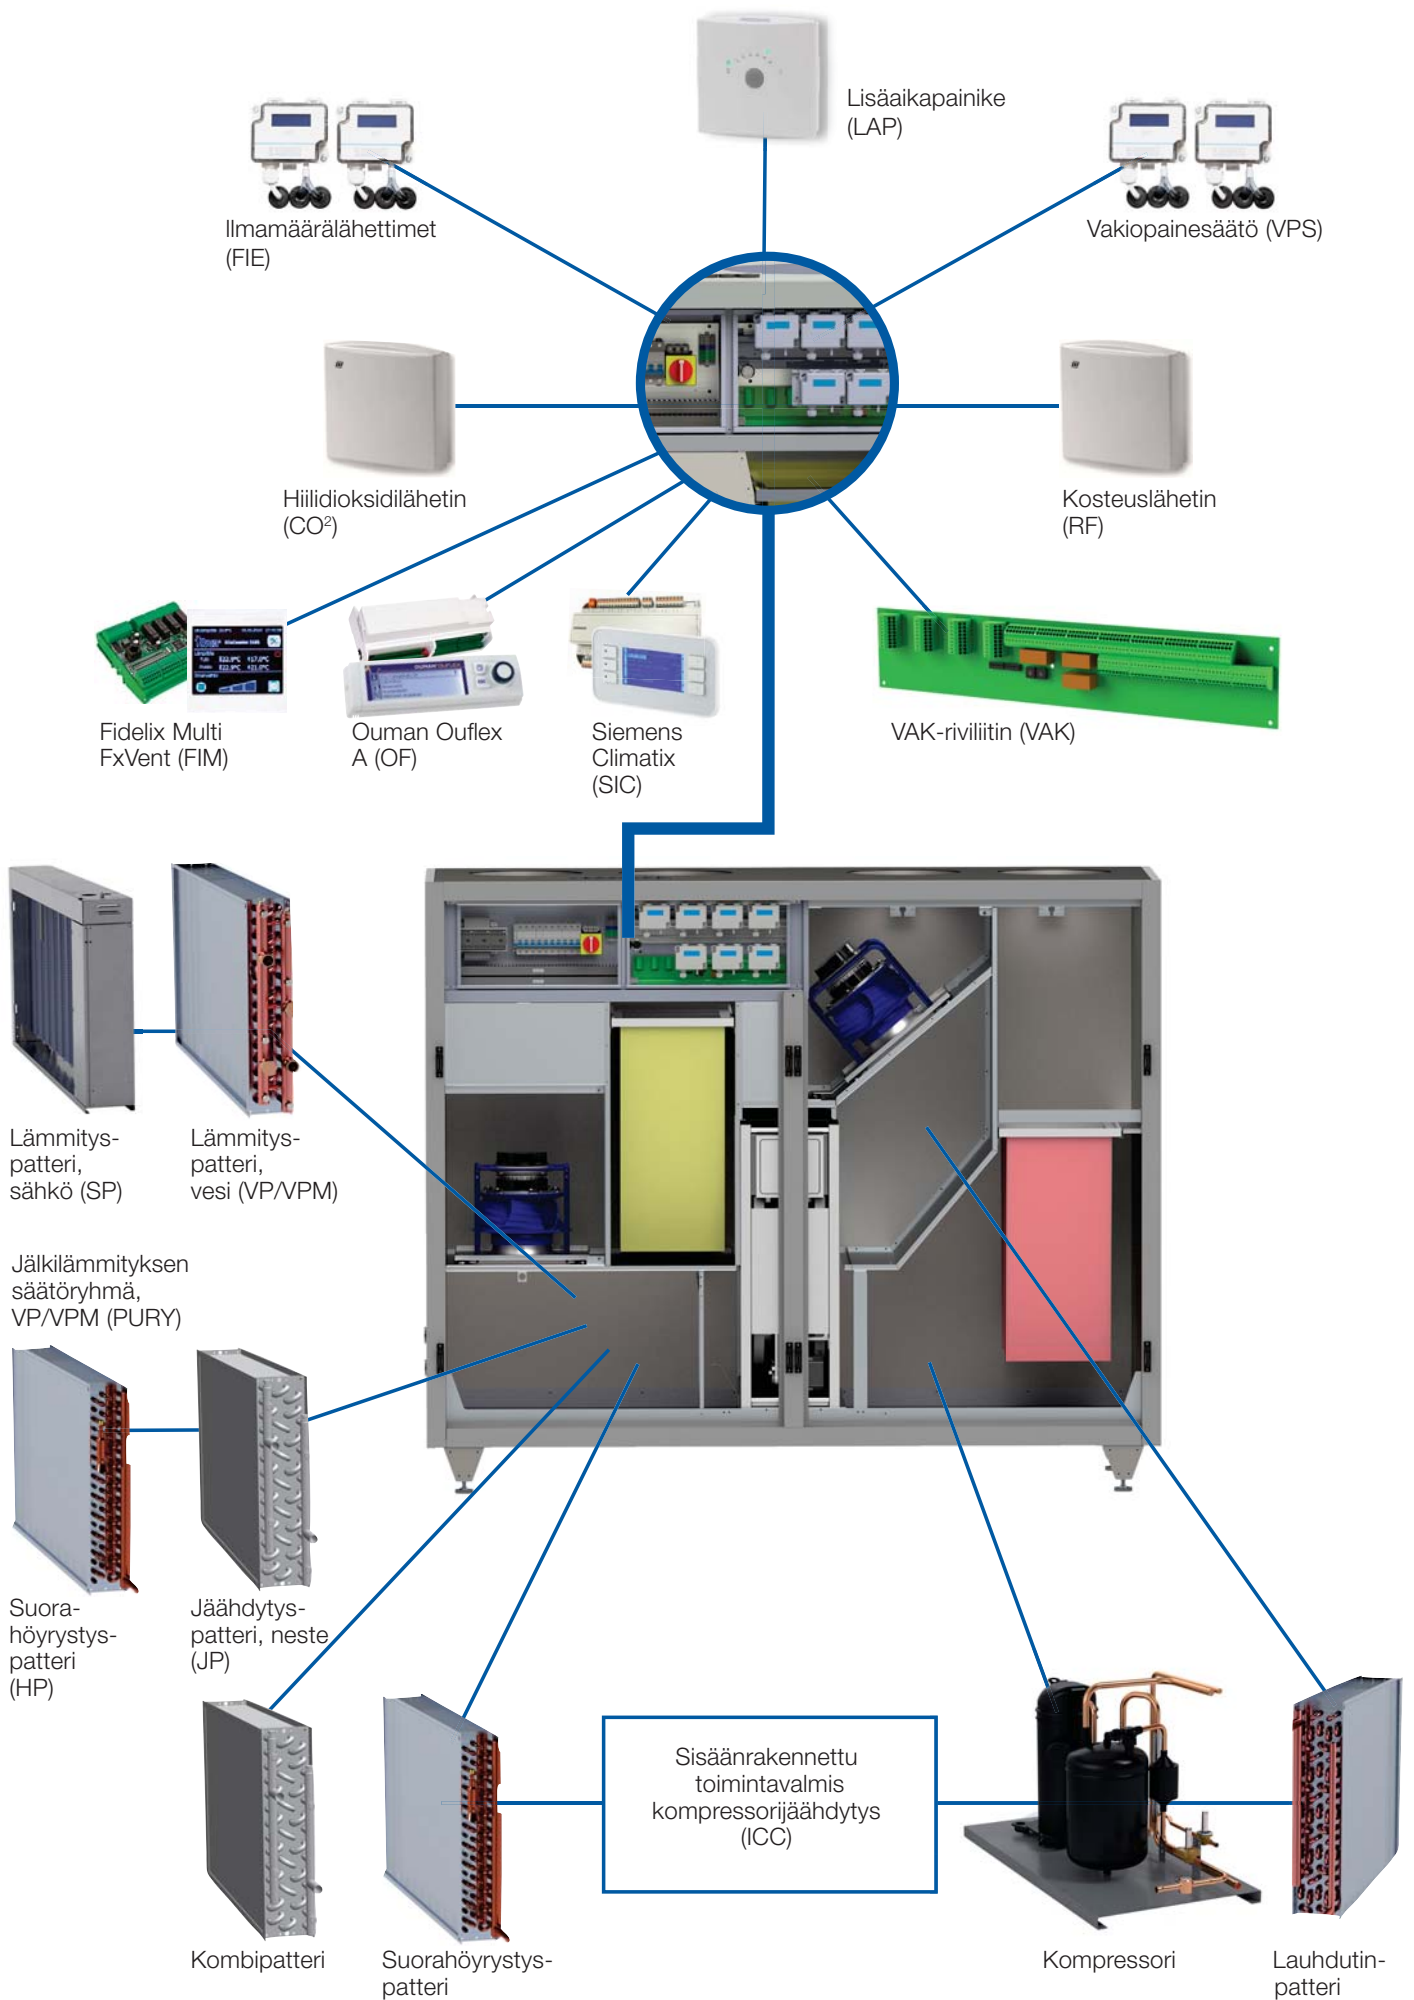 Lisäaikapainike
(LAP)
Ilmamäärälähettimet
(FIE)
Vakiopainesäätö (VPS)
Hiilidioksidilähetin
(CO²)
Kosteuslähetin
(RF)
OUMAN OUFLEX
Fidelix Multi
FxVent (FIM)
Ouman Ouflex
A (OF)
Siemens
Climatix
(SIC)
VAK-riviliitin (VAK)
Lämmitys-
patteri,
sähkö (SP)
Lämmitys-
patteri,
vesi (VP/VPM)
Jälkilämmityksen
säätöryhmä,
VP/VPM (PURY)
Suora-
höyrystys-
patteri
(HP)
Jäähdytys-
patteri, neste
(JP)
Sisäänrakennettu
toimintavalmis
kompressorijäähdytys
(ICC)
Kombipatteri
Suorahöyrystys-
patteri
Kompressori
Lauhdutin-
patteri